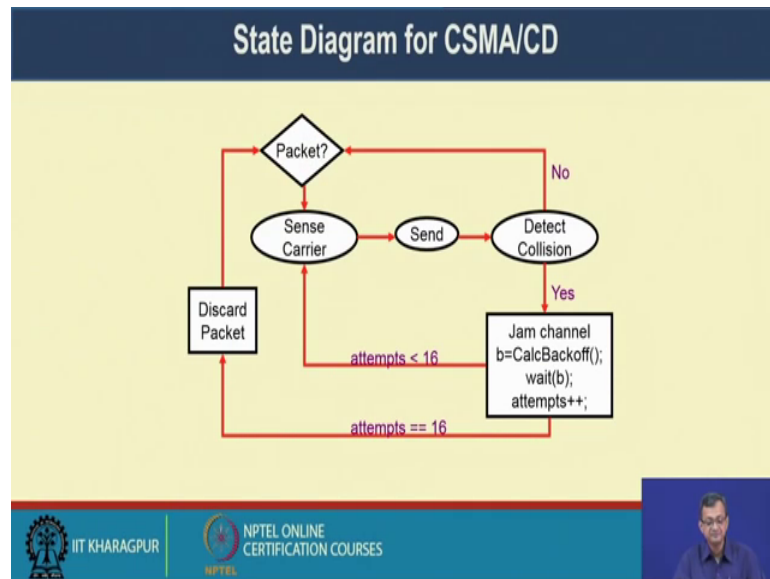 State Diagram for CSMA/CD
Packet?
No
Sense
Carrier
Send
Detect
Collision
Yes
Discard
Packet
Jam channel
b=CalcBackoff();
wait(b);
attempts++;
attempts < 16
attempts == 16
IIT KHARAGPUR
NPTEL
NPTEL ONLINE
CERTIFICATION COURSES